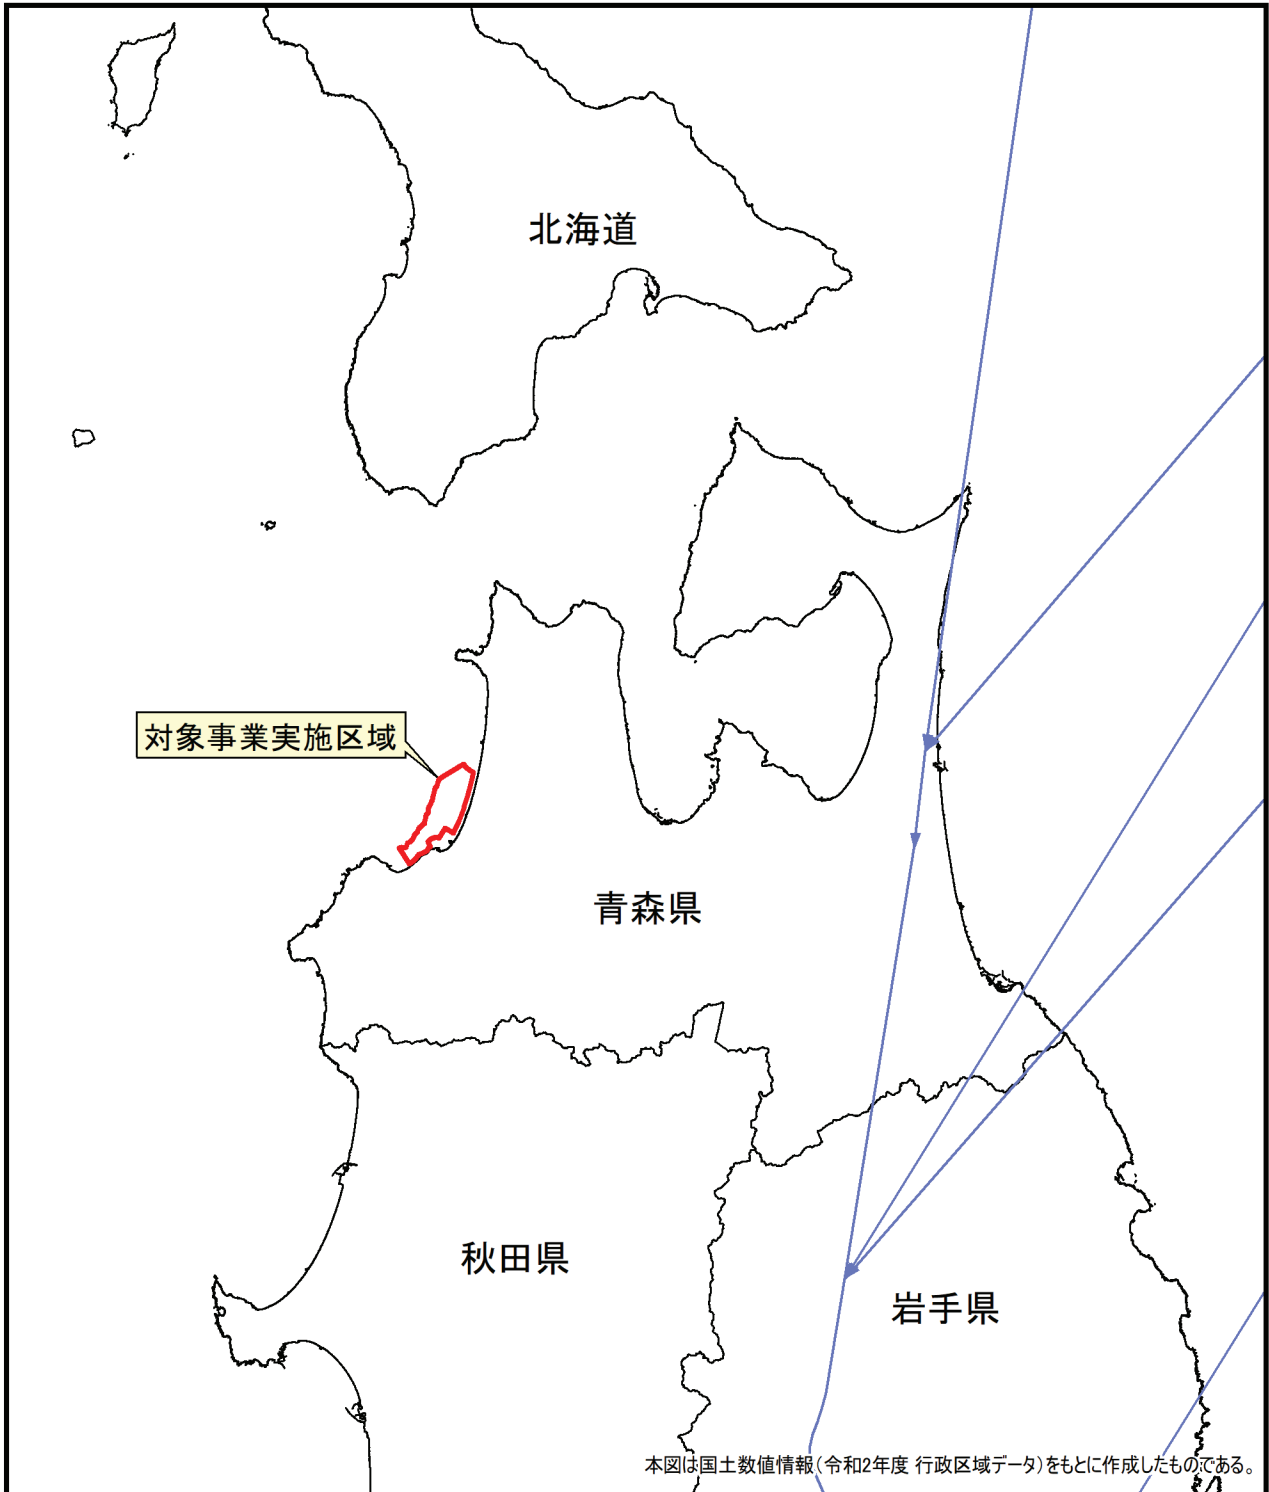 北海道
対象事業実施区域
青森県
秋田県
岩手県
本図は国土数値情報（令和2年度 行政区域データ）をもとに作成したものである。